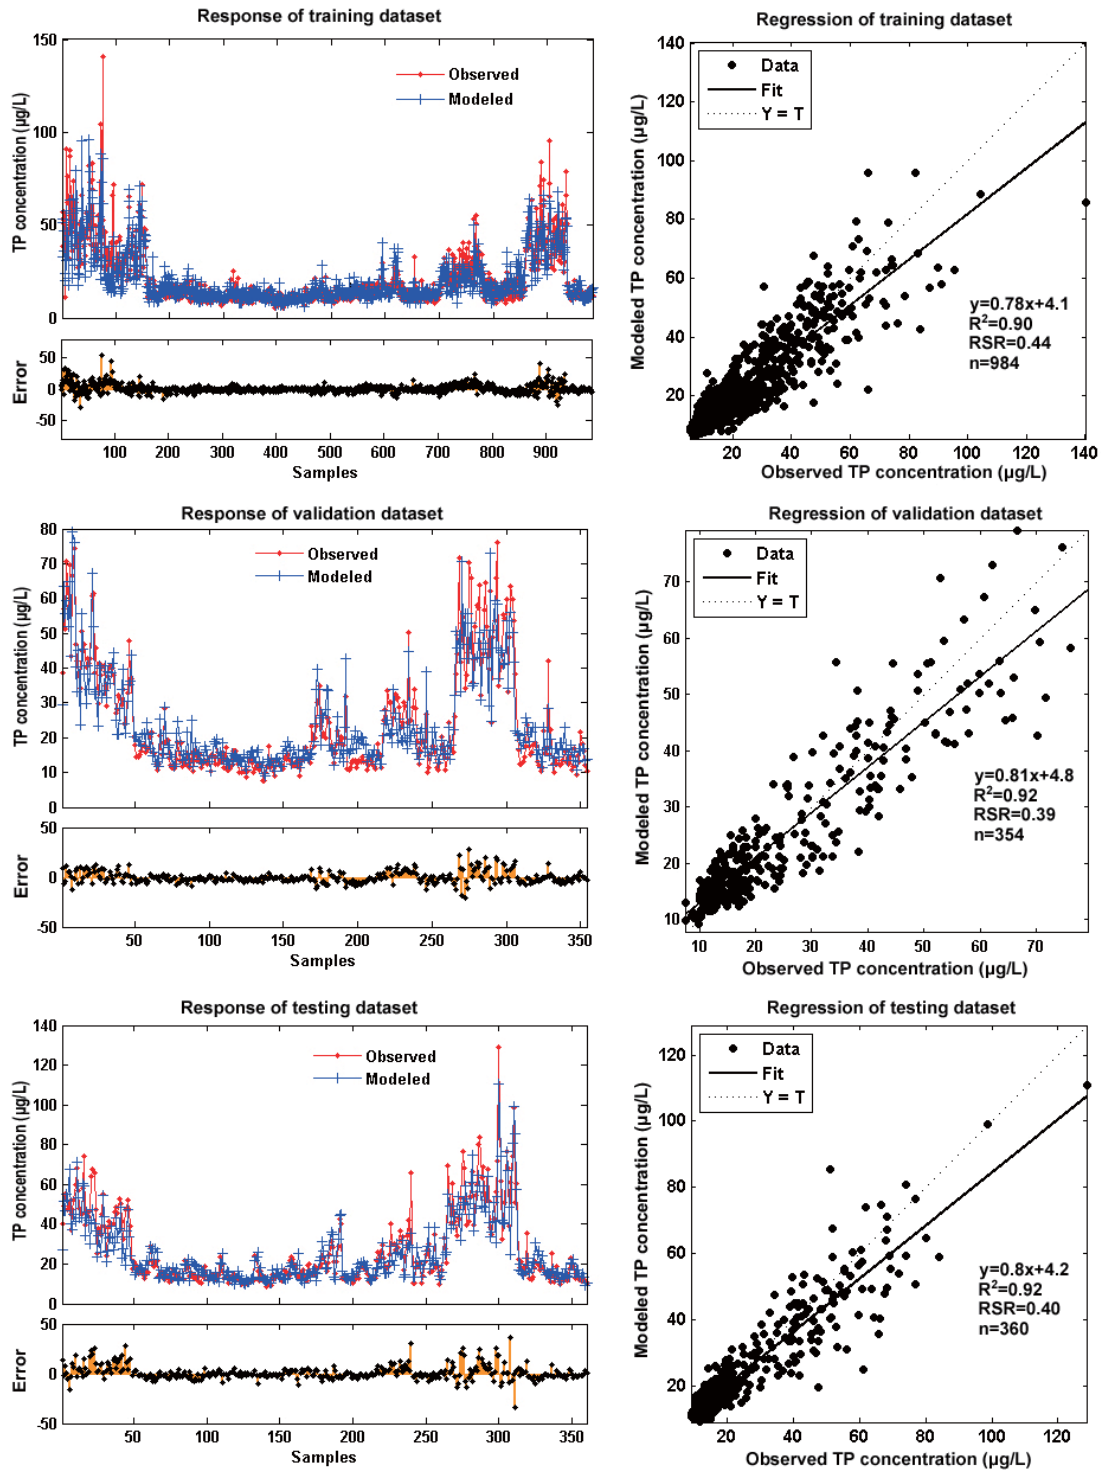 Response of training dataset
150
100
50
0
TP concentration (µg/L)
Observed
Modeled
50
0
-50
Error
100 200 300 400 500 600 700 800 900
Samples
Regression of training dataset
140
120
100
80
60
40
20
Modeled TP concentration (µg/L)
Data
Fit
Y = T
y=0.78x+4.1
R²=0.90
RSR=0.44
n=984
20 40 60 80 100 120 140
Observed TP concentration (µg/L)
Response of validation dataset
80
70
60
50
40
30
20
10
0
TP concentration (µg/L)
Observed
Modeled
50
0
-50
Error
50 100 150 200 250 300 350
Samples
Regression of validation dataset
70
60
50
40
30
20
10
Modeled TP concentration (µg/L)
Data
Fit
Y = T
y=0.81x+4.8
R²=0.92
RSR=0.39
n=354
10 20 30 40 50 60 70
Observed TP concentration (µg/L)
Response of testing dataset
140
120
100
80
60
40
20
0
TP concentration (µg/L)
Observed
Modeled
50
0
-50
Error
50 100 150 200 250 300 350
Samples
Regression of testing dataset
120
100
80
60
40
20
Modeled TP concentration (µg/L)
Data
Fit
Y = T
y=0.8x+4.2
R²=0.92
RSR=0.40
n=360
20 40 60 80 100 120
Observed TP concentration (µg/L)